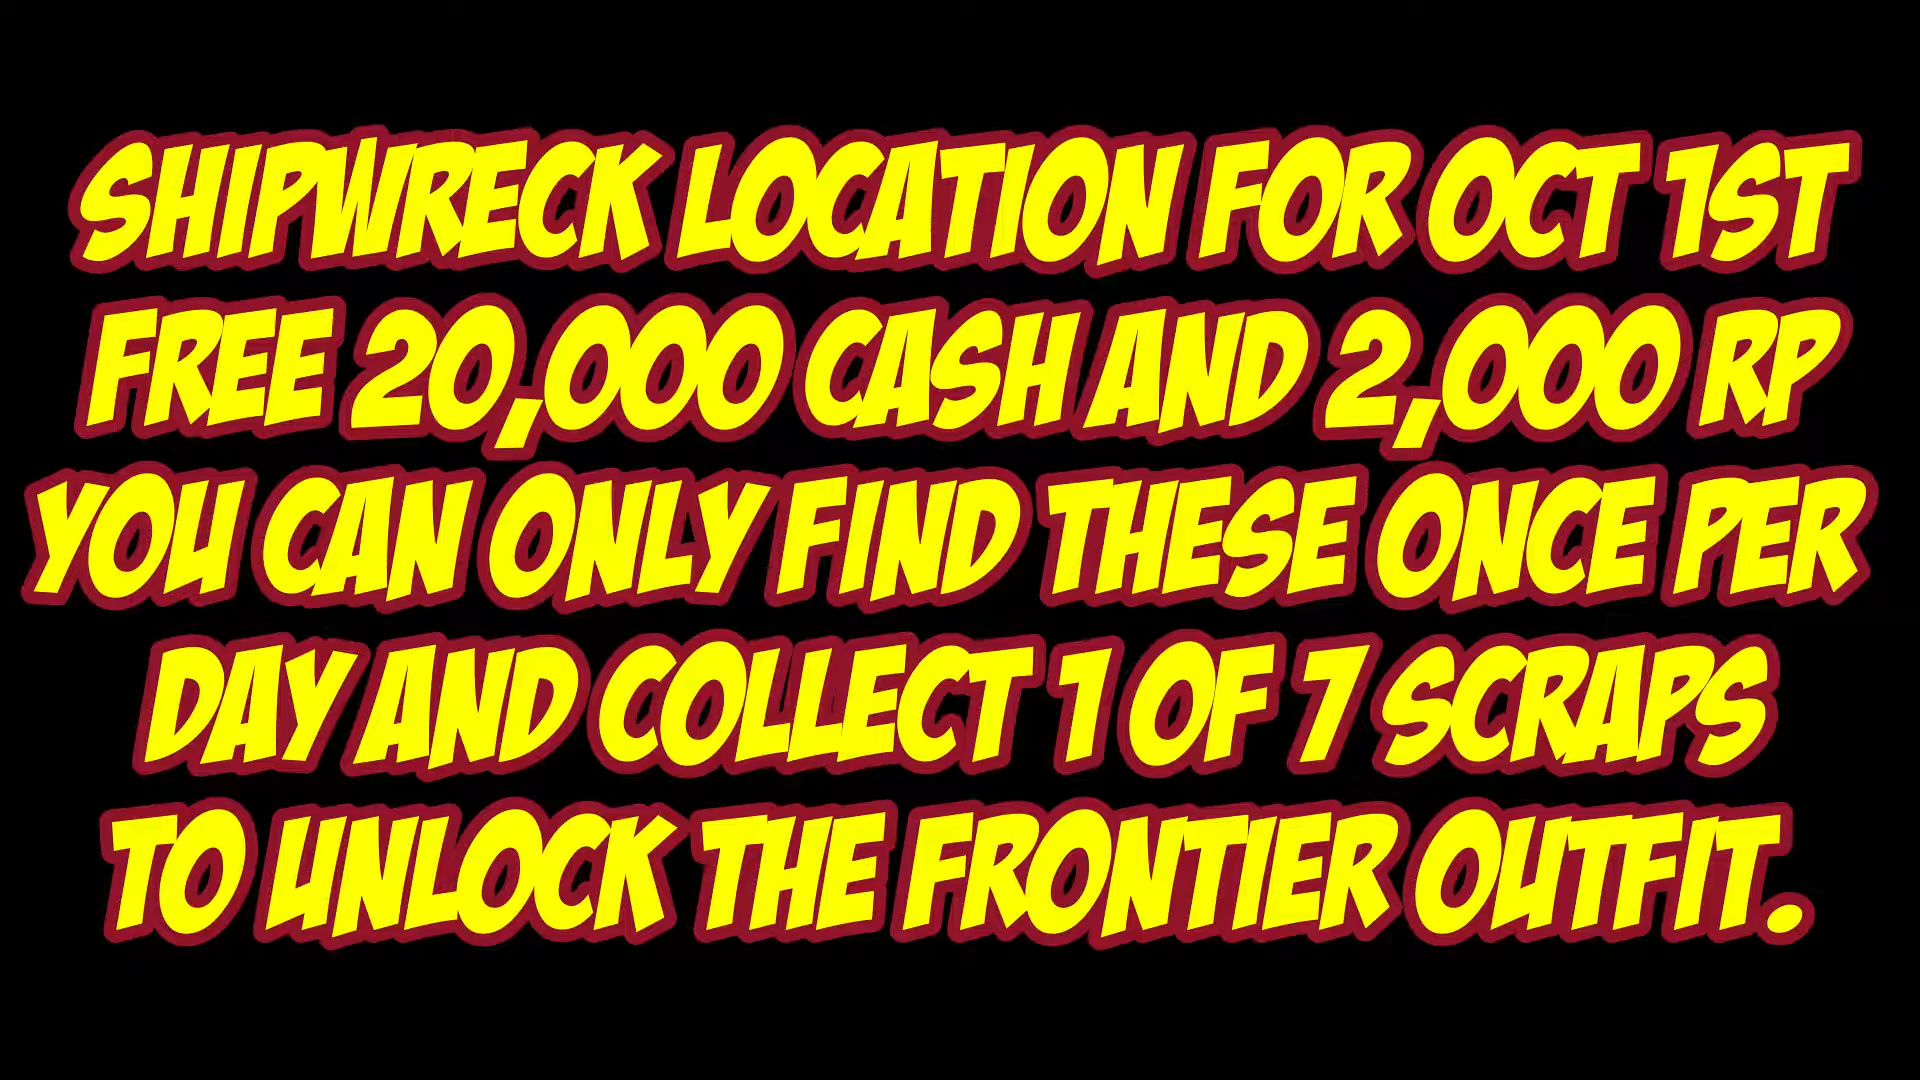 SHIPWRECK LOCATION FOR OCT 1ST
FREE 20,000 CASH AND 2,000 RP
YOU CAN ONLY FIND THESE ONCE PER
DAY AND COLLECT 1 OF 7 SCRAPS
TO UNLOCK THE FRONTIER OUTFIT.